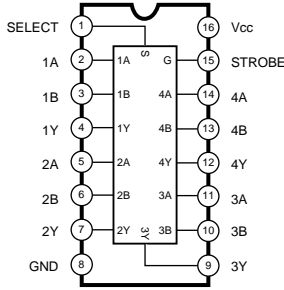 SELECT 1 16 Vcc
S
1A 2 1A G 15 STROBE
1B 3 1B 4A 14 4A
1Y 4 1Y 4B 13 4B
2A 5 2A 4Y 12 4Y
2B 6 2B 3A 11 3A
2Y 7 2Y 3Y 3B 10 3B
GND 8 9 3Y